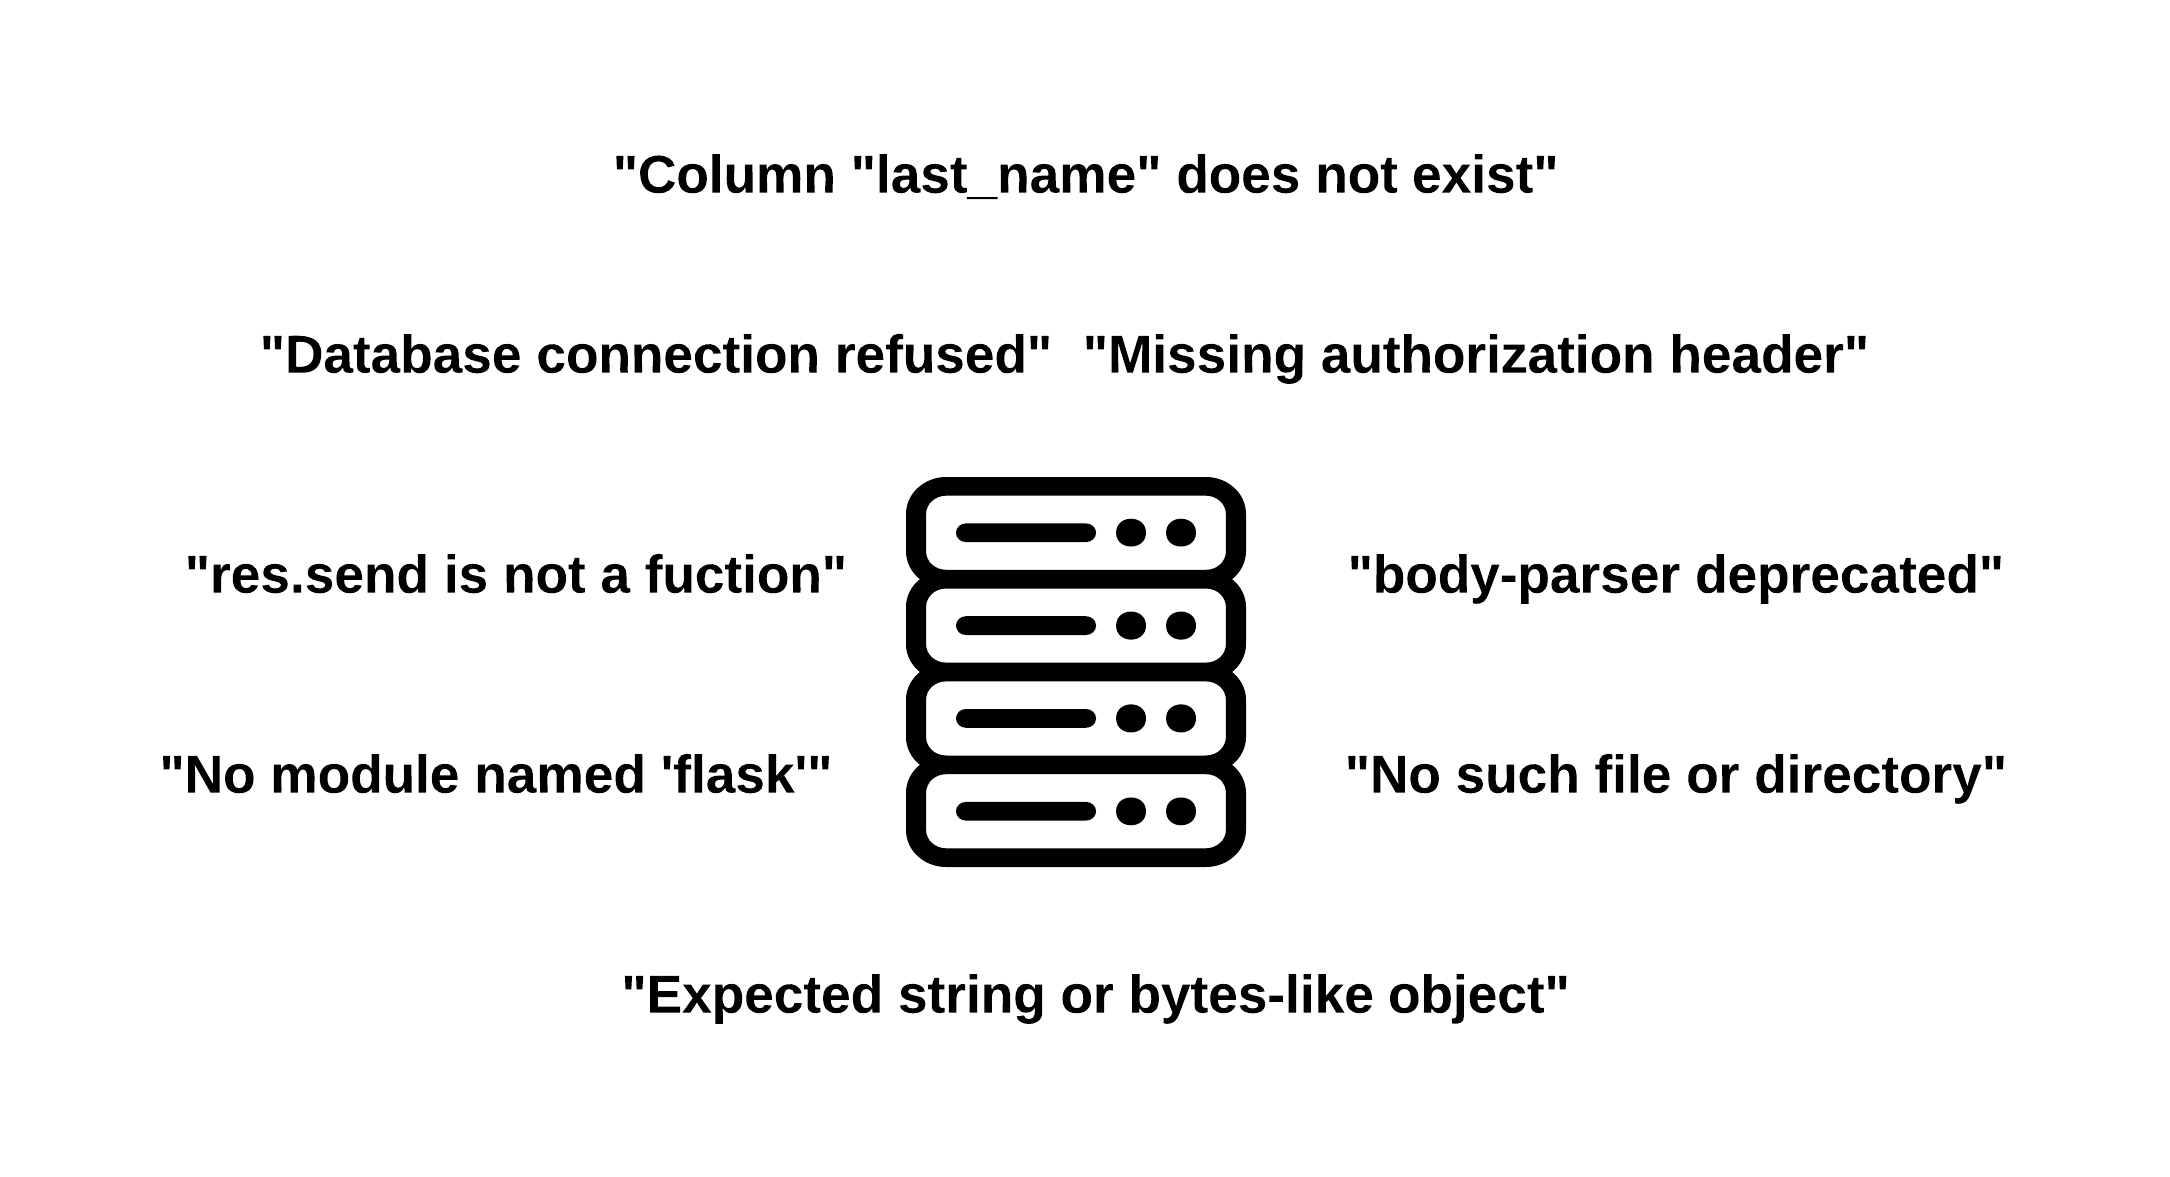 "Column "last_name" does not exist"
"Database connection refused" "Missing authorization header"
"res.send is not a fuction" "body-parser deprecated"
"No module named 'flask'" "No such file or directory"
"Expected string or bytes-like object"